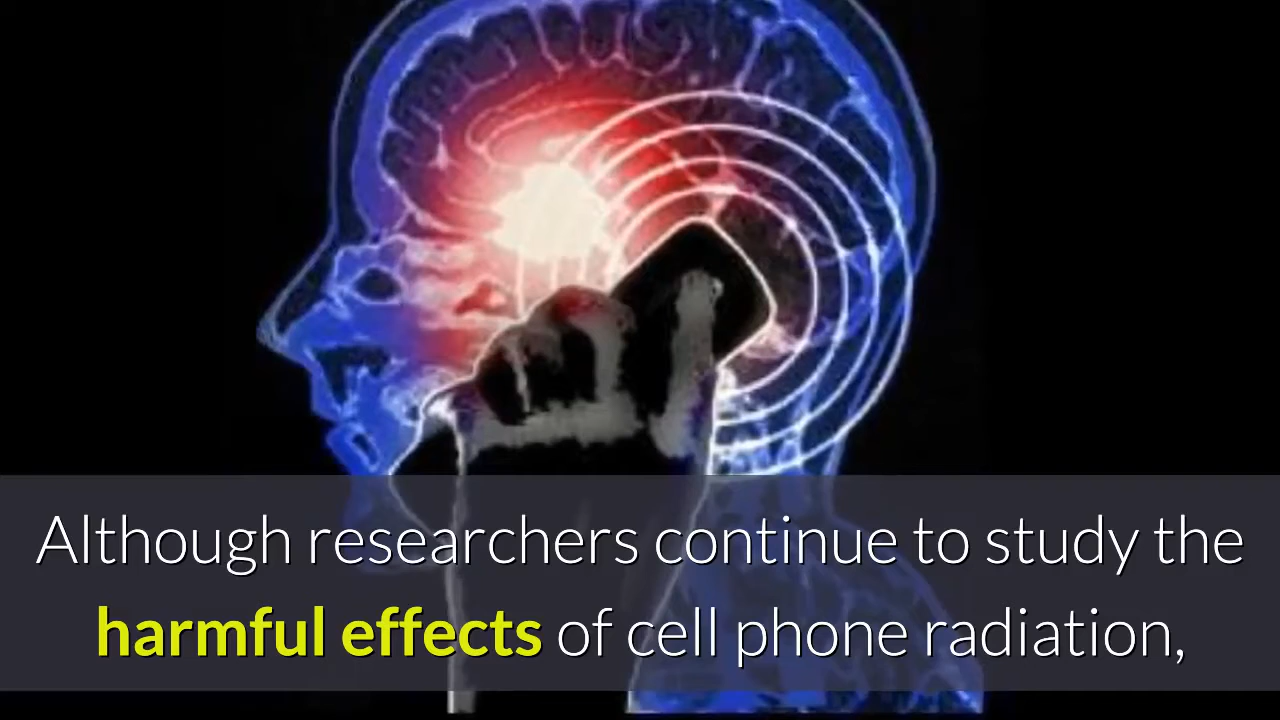 Although researchers continue to study the
harmful effects of cell phone radiation,